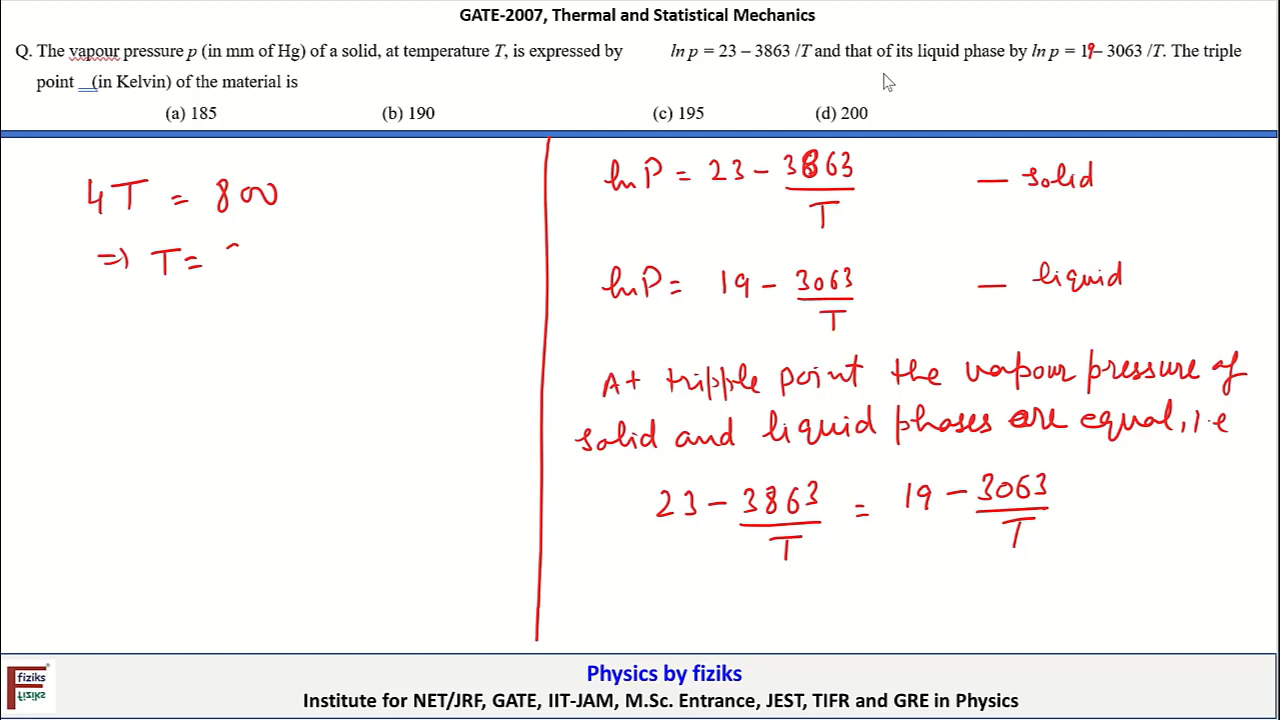 GATE-2007, Thermal and Statistical Mechanics
Q. The vapour pressure p (in mm of Hg) of a solid, at temperature T, is expressed by ln p = 23 – 3863 /T and that of its liquid phase by ln p = 19 – 3063 /T. The triple
point __(in Kelvin) of the material is
(a) 185 (b) 190 (c) 195 (d) 200
4T = 800
⇒ T =
ln P = 23 - 3863/T — solid
ln P = 19 - 3063/T — liquid
At tripple point the vapour pressure of
solid and liquid phases are equal, i.e
23 - 3863/T = 19 - 3063/T
fiziks
fiziks
Physics by fiziks
Institute for NET/JRF, GATE, IIT-JAM, M.Sc. Entrance, JEST, TIFR and GRE in Physics